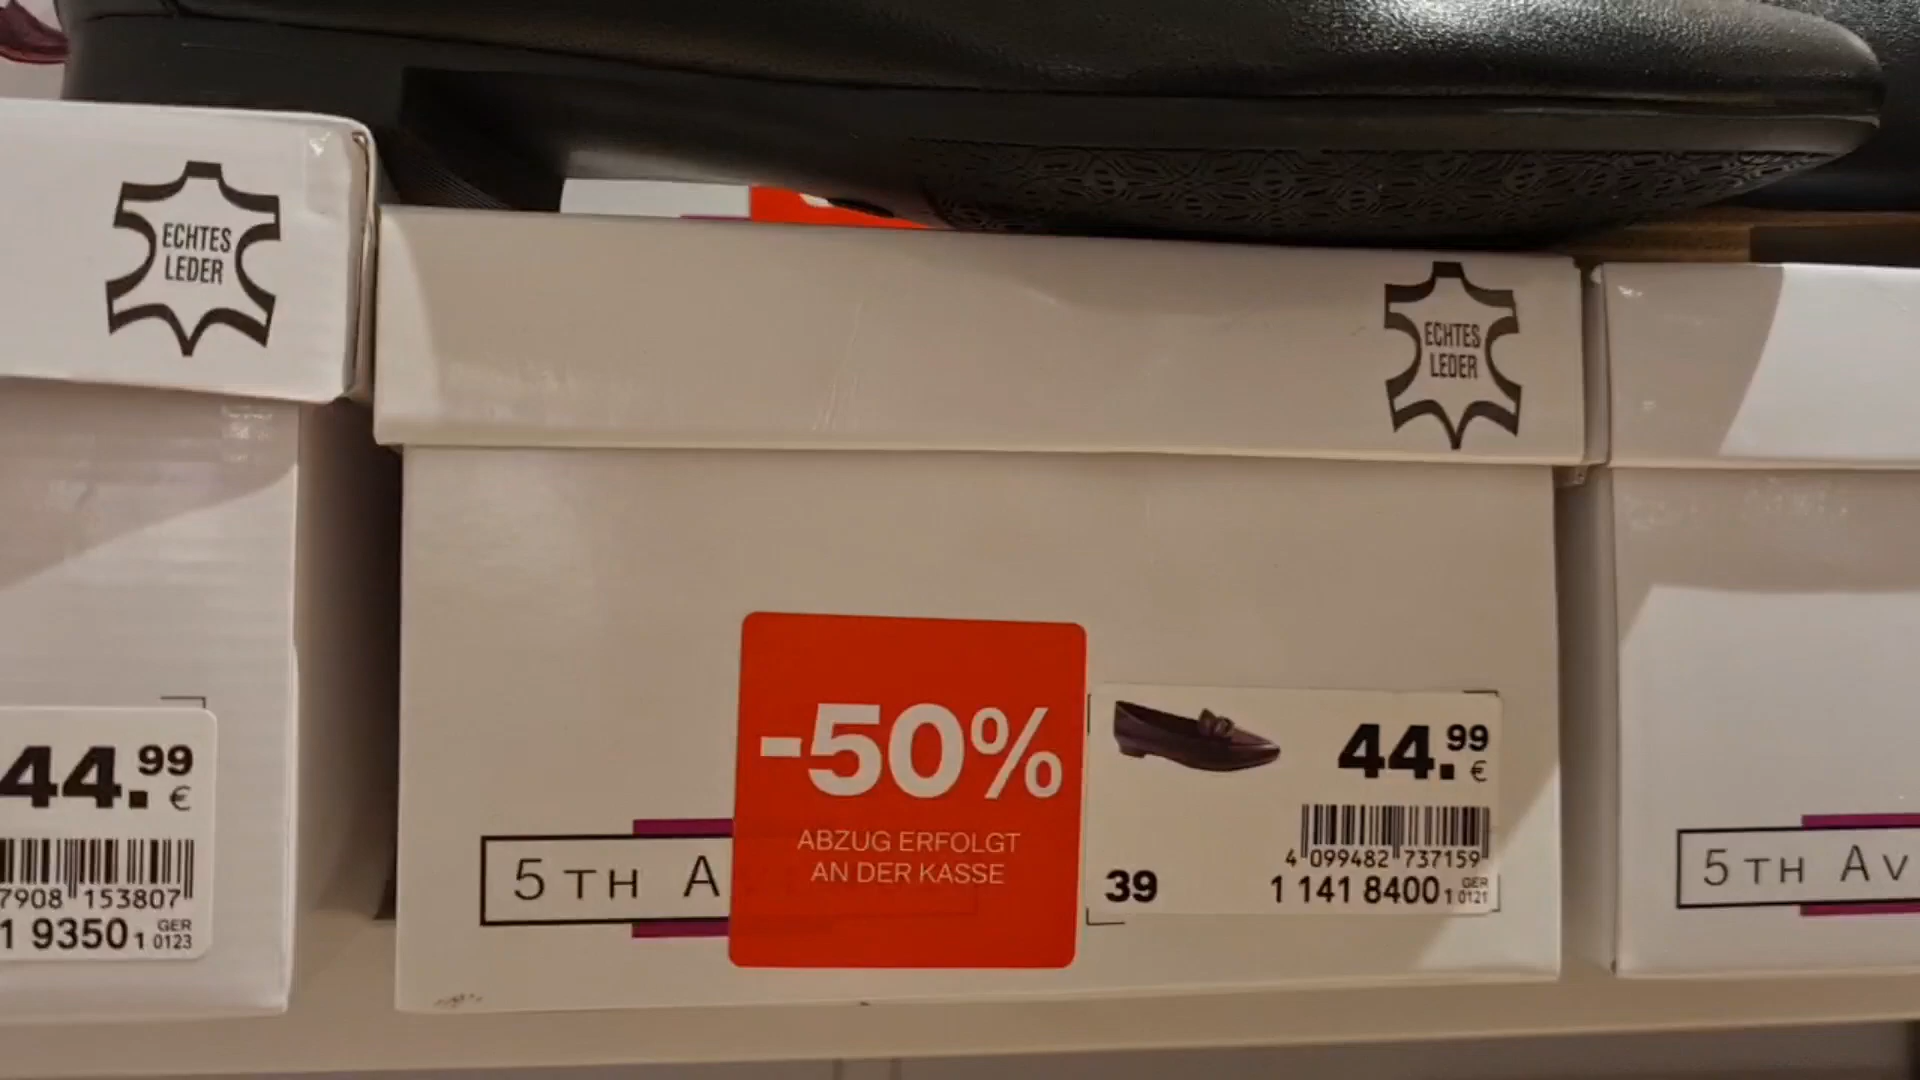 ECHTES
LEDER
44.99
€
7908 153807
1 9350 1 GER 0123
ECHTES
LEDER
-50%
ABZUG ERFOLGT
AN DER KASSE
5TH A
44.99
€
4 099482 737159
39
1 141 8400 1 GER 0121
5TH AV